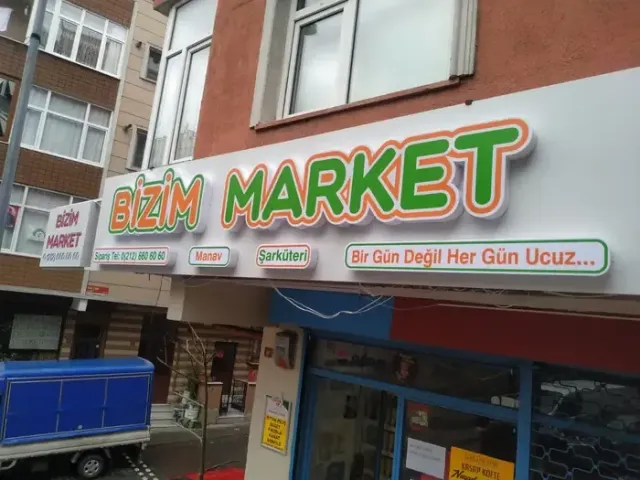 BİZİM MARKET
Sipariş Tel: 0(212) 660 60 60
Manav
Şarküteri
Bir Gün Değil Her Gün Ucuz...
BİZİM
MARKET